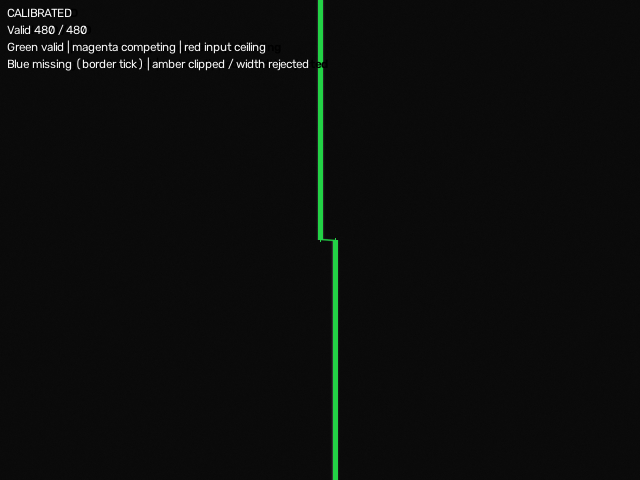 CALIBRATED
Valid 480 / 480
Green valid | magenta competing | red input ceiling
Blue missing (border tick) | amber clipped / width rejected